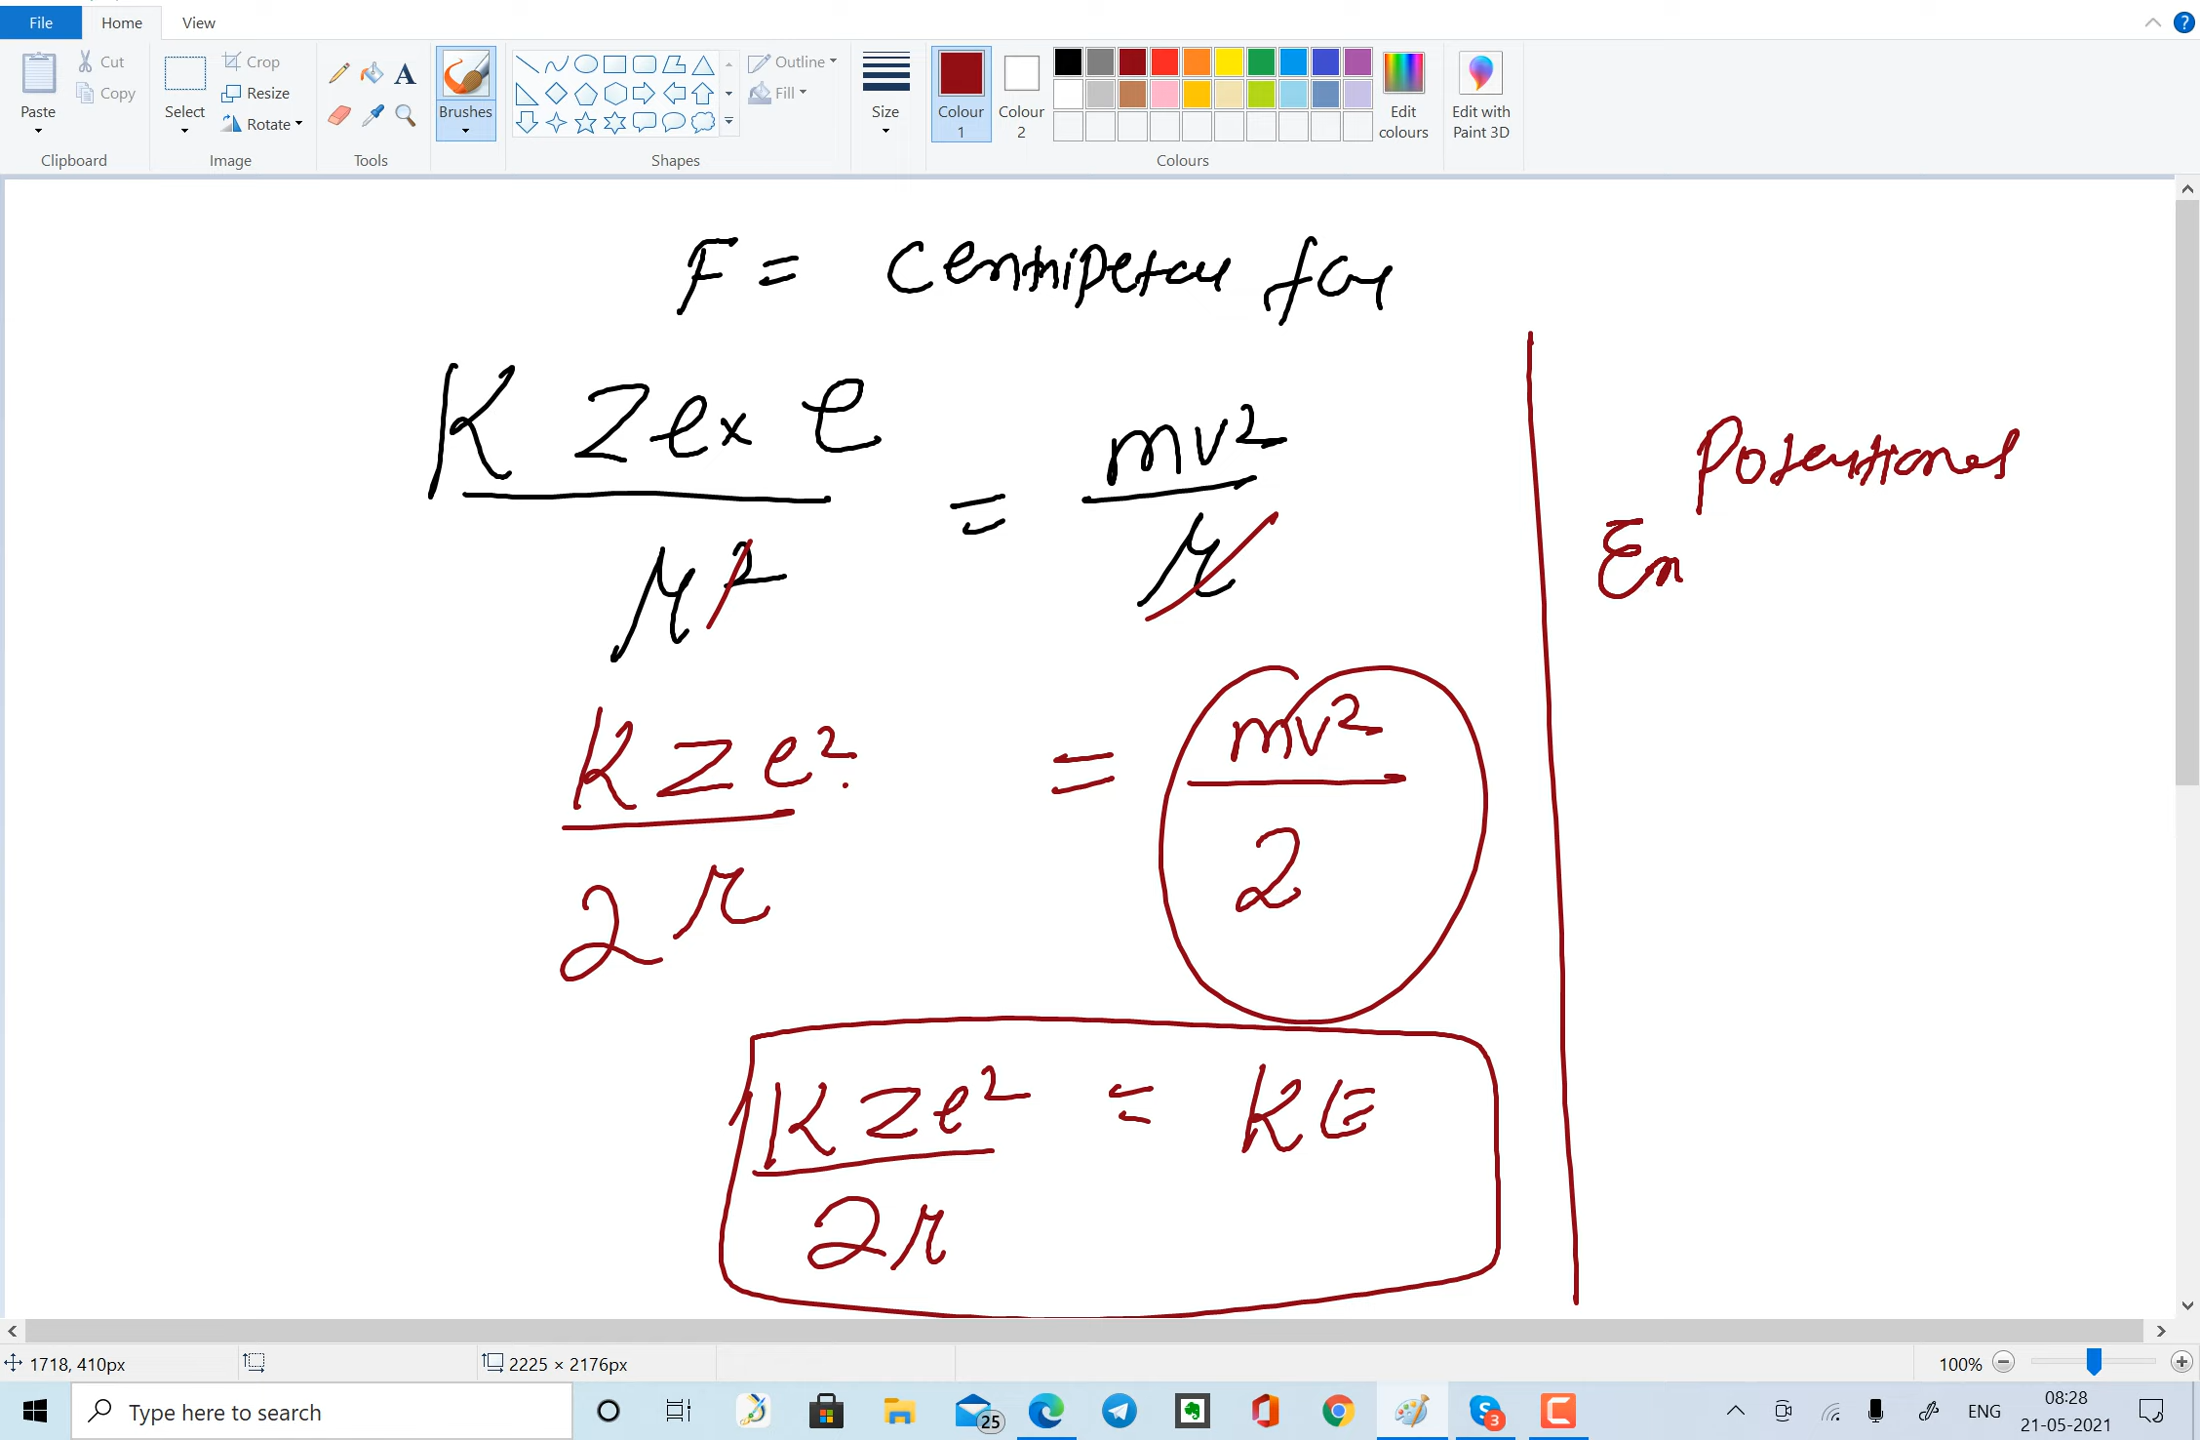 File Home View
Paste Cut Copy Select Crop Resize Rotate Brushes Outline Fill Size Colour 1 Colour 2 Edit colours Edit with Paint 3D
Clipboard Image Tools Shapes Colours
F = Centripetal for
K Zex e / r² = mv² / r
Potentional
En
KZe² / 2r = mv² / 2
KZe² / 2r = KE
1718, 410px 2225 × 2176px 100%
Type here to search 25 3 ENG 08:28
21-05-2021